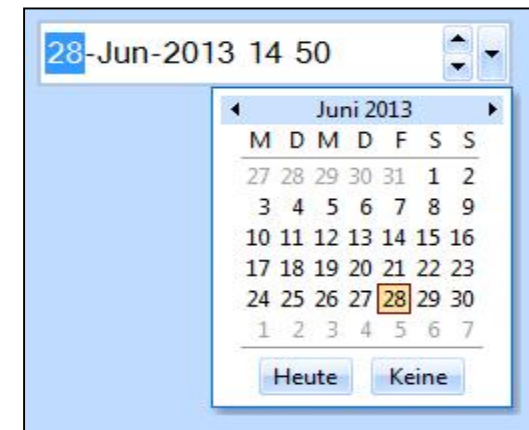 28-Jun-2013 14 50
Juni 2013
M D M D F S S
27 28 29 30 31 1 2
3 4 5 6 7 8 9
10 11 12 13 14 15 16
17 18 19 20 21 22 23
24 25 26 27 28 29 30
1 2 3 4 5 6 7
Heute Keine